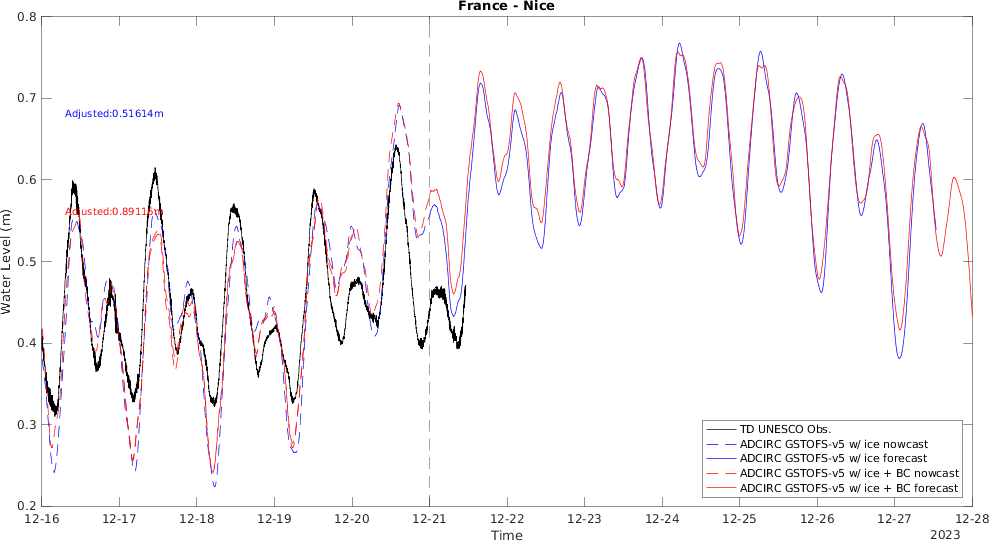 France - Nice
0.8
0.7
0.6
0.5
0.4
0.3
0.2
Water Level (m)
Adjusted:0.51614m
Adjusted:0.89115m
TD UNESCO Obs.
ADCIRC GSTOFS-v5 w/ ice nowcast
ADCIRC GSTOFS-v5 w/ ice forecast
ADCIRC GSTOFS-v5 w/ ice + BC nowcast
ADCIRC GSTOFS-v5 w/ ice + BC forecast
12-16 12-17 12-18 12-19 12-20 12-21 12-22 12-23 12-24 12-25 12-26 12-27 12-28
Time
2023